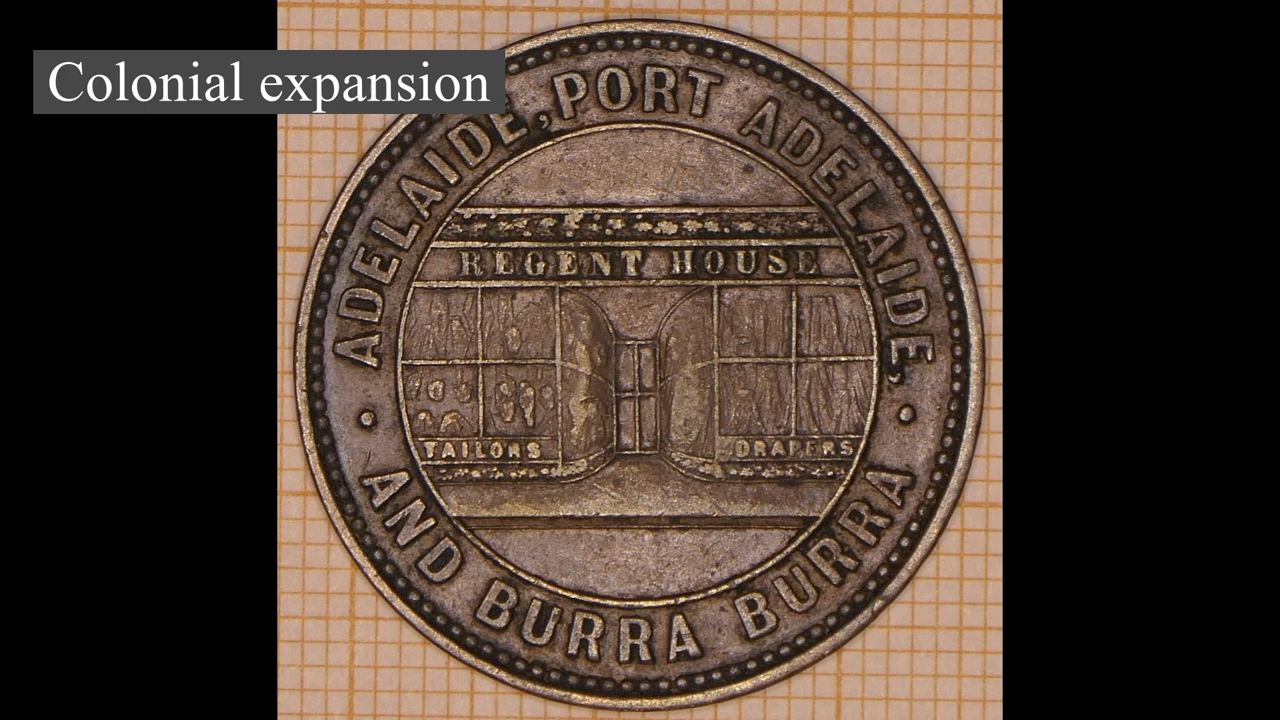 Colonial expansion
ADELAIDE, PORT ADELAIDE,
REGENT HOUSE
TAILORS
DRAPERS
AND BURRA BURRA